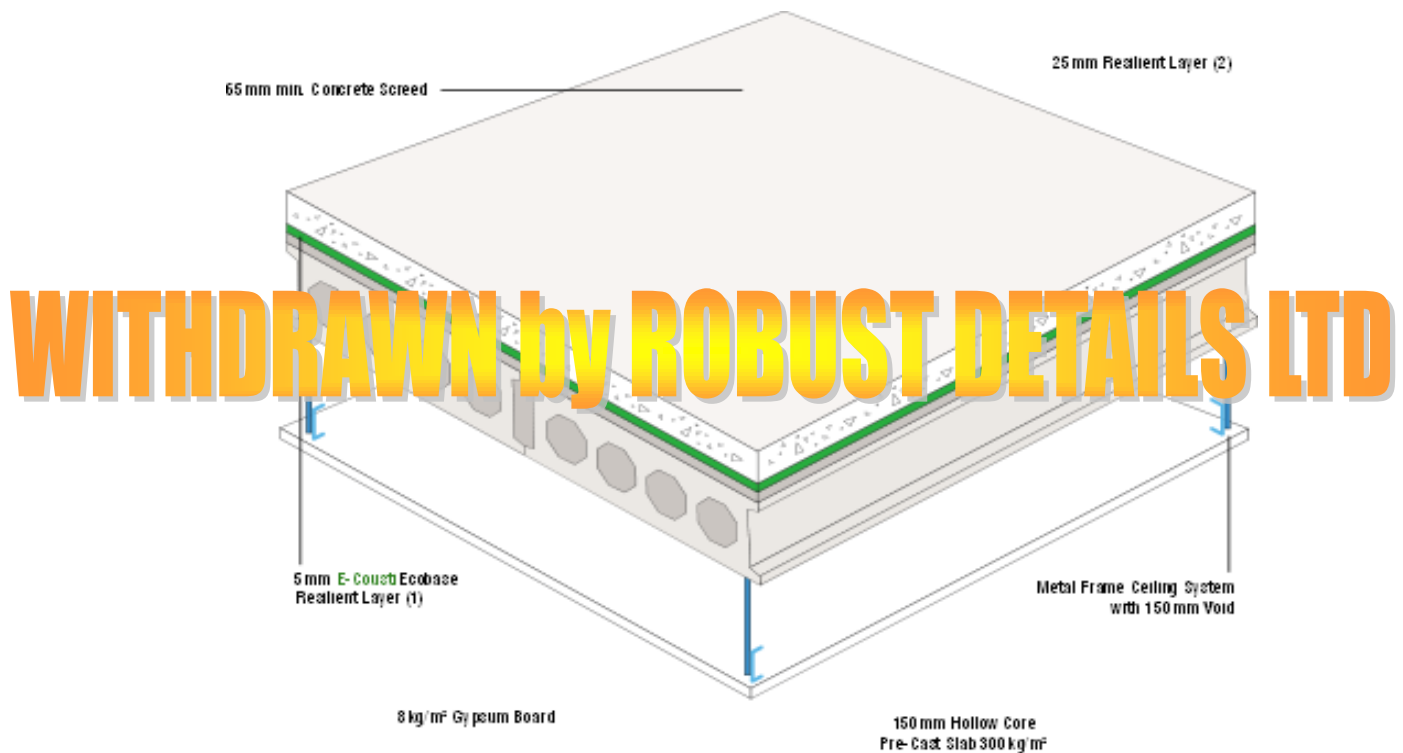 25 mm Resilient Layer (2)
65 mm min. Concrete Screed
WITHDRAWN by ROBUST DETAILS LTD
5 mm E-Cousti Ecobase
Resilient Layer (1)
Metal Frame Ceiling System
with 150 mm Void
8 kg/m² Gypsum Board
150 mm Hollow Core
Pre-Cast Slab 300 kg/m²